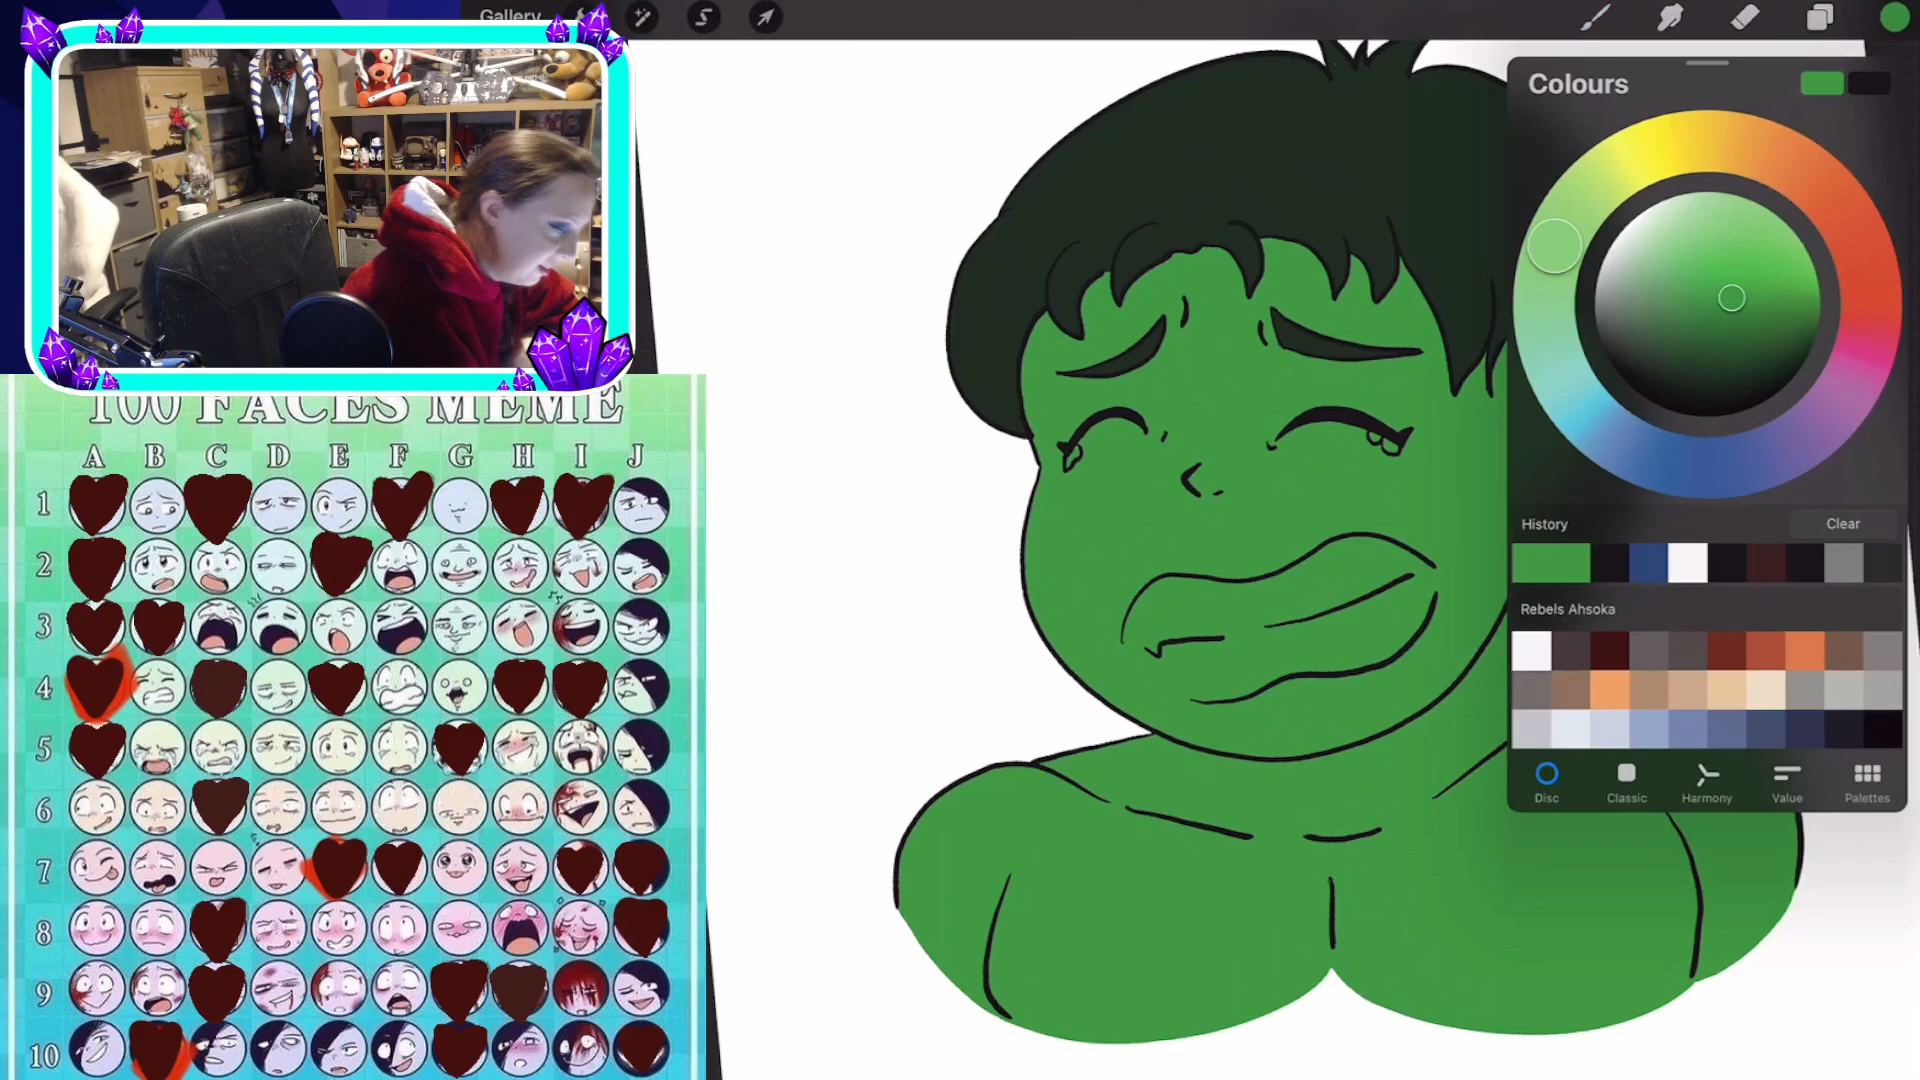 Gallery
Colours
100 FACES MEME
A B C D E F G H I J
1
2
3
4
5
6
7
8
9
10
History
Clear
Rebels Ahsoka
Disc
Classic
Harmony
Value
Palettes